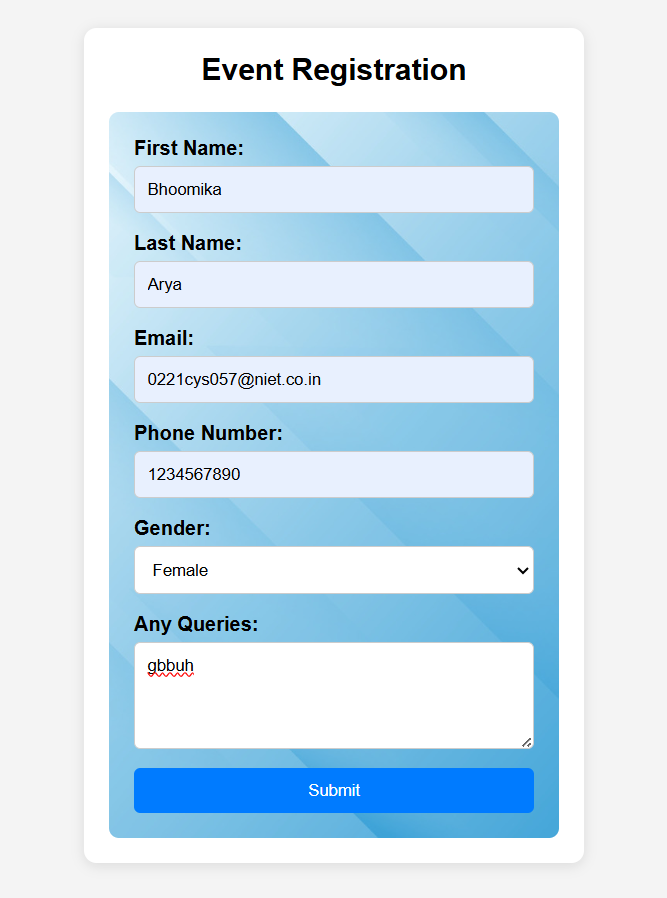 Event Registration
First Name:
Bhoomika
Last Name:
Arya
Email:
0221cys057@niet.co.in
Phone Number:
1234567890
Gender:
Female
Any Queries:
gbbuh
Submit